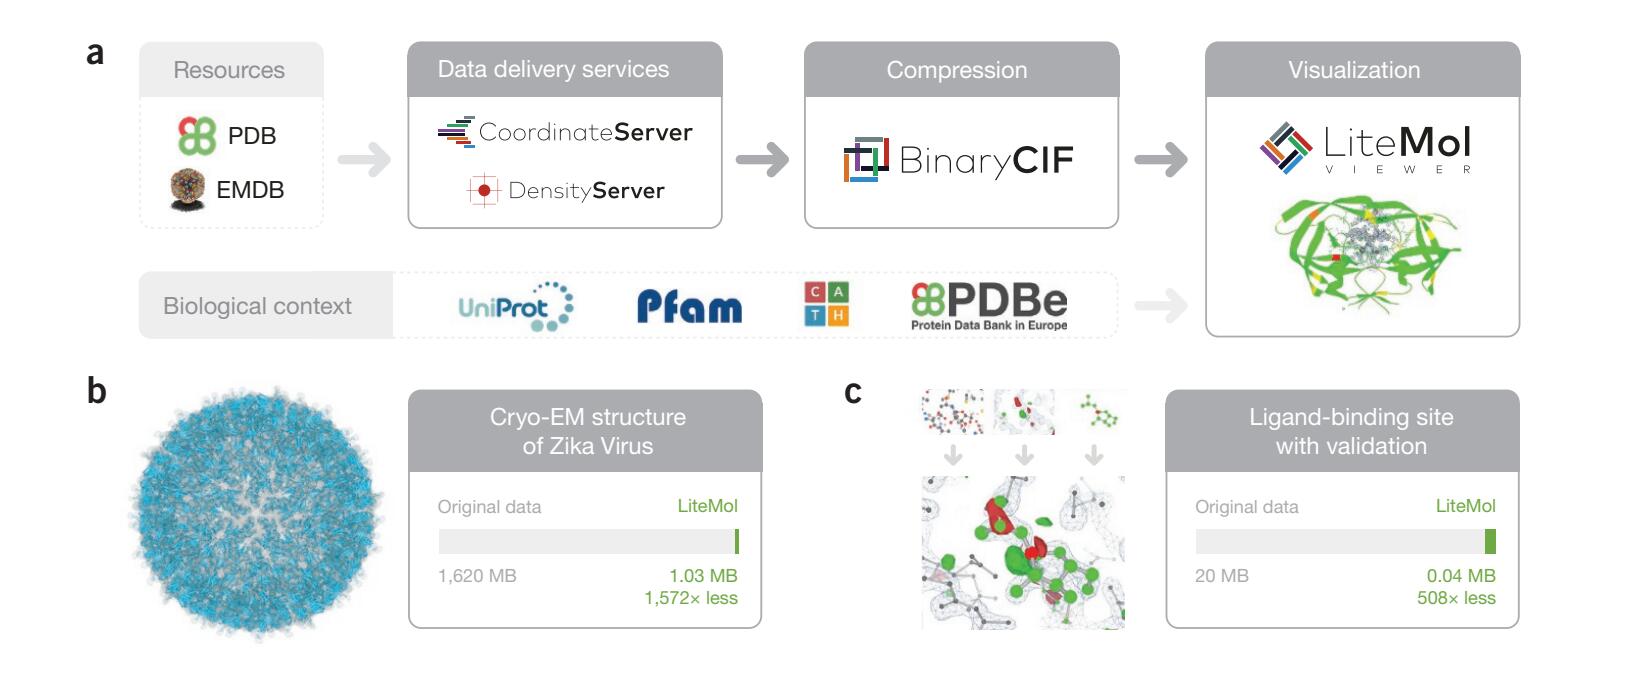 a
Resources
PDB
EMDB
Data delivery services
CoordinateServer
DensityServer
Compression
BinaryCIF
Visualization
LiteMol
VIEWER
Biological context
UniProt
Pfam
C A
T H
PDBe
Protein Data Bank in Europe
b
Cryo-EM structure
of Zika Virus
Original data LiteMol
1,620 MB 1.03 MB
1,572× less
c
Ligand-binding site
with validation
Original data LiteMol
20 MB 0.04 MB
508× less